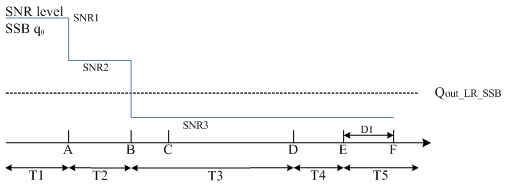 SNR level
SSB q₀
SNR1
SNR2
Qout_LR_SSB
SNR3
D1
A B C D E F
T1 T2 T3 T4 T5